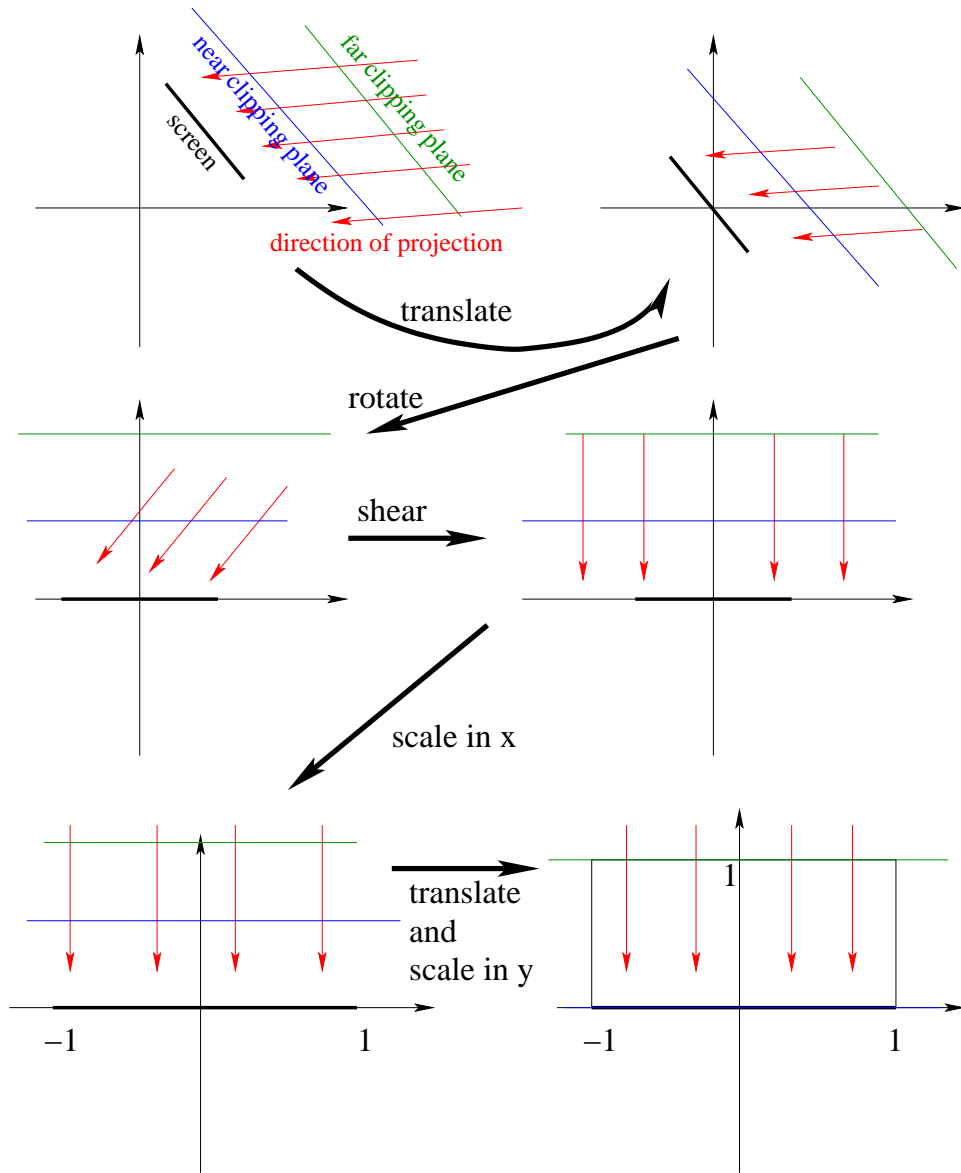 near clipping plane
far clipping plane
screen
direction of projection
translate
rotate
shear
scale in x
translate
and
scale in y
−1
1
1
−1
1